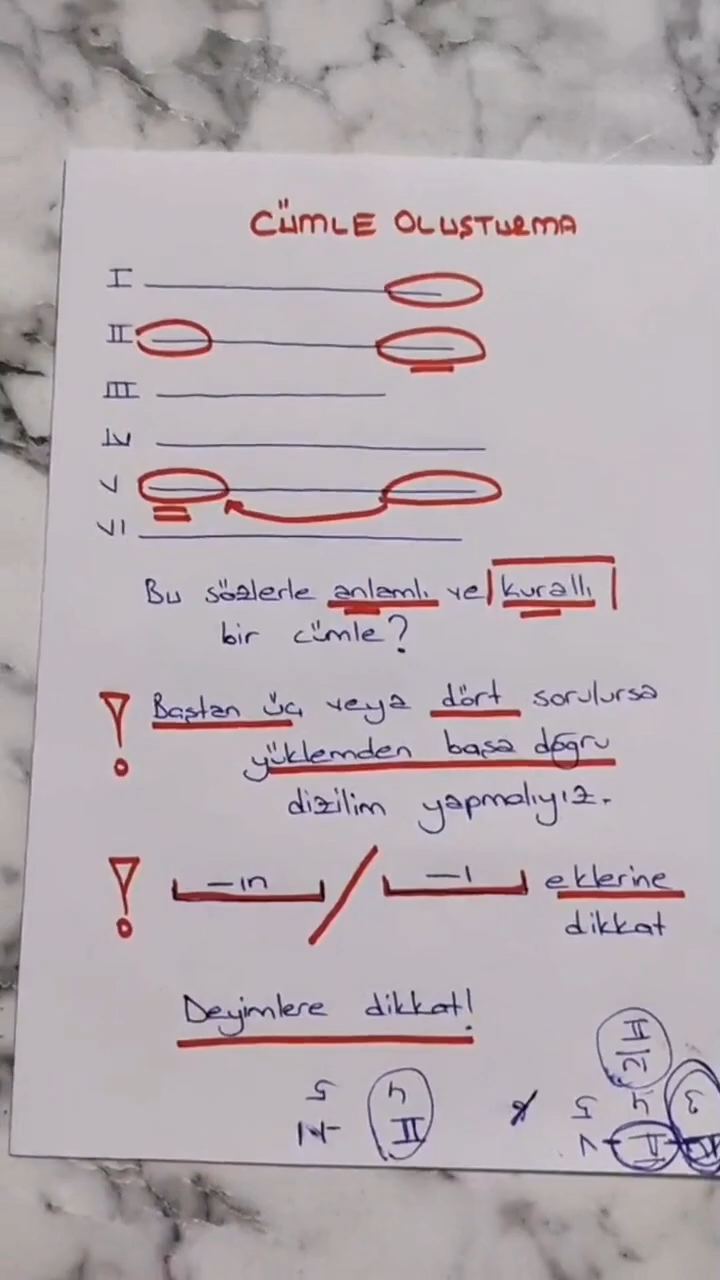 CÜMLE OLUŞTURMA
I
II
III
IV
V
VI
Bu sözlerle anlamlı ve kurallı
bir cümle?
! Baştan üç veya dört sorulursa
yüklemden başa doğru
dizilim yapmalıyız.
! -ın / -ı eklerine
dikkat
Deyimlere dikkat!